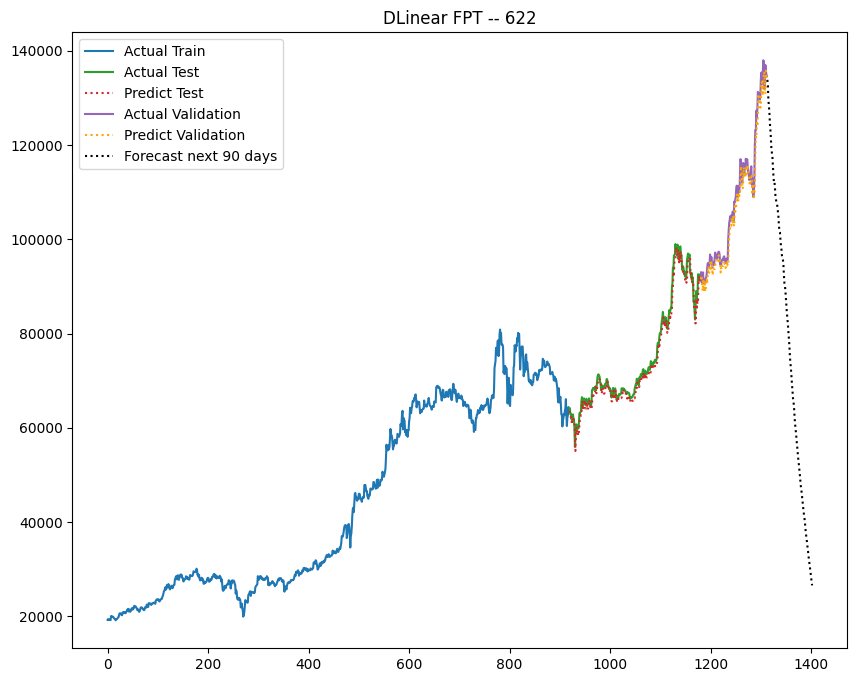 DLinear FPT -- 622
Actual Train
Actual Test
Predict Test
Actual Validation
Predict Validation
Forecast next 90 days
140000
120000
100000
80000
60000
40000
20000
0 200 400 600 800 1000 1200 1400